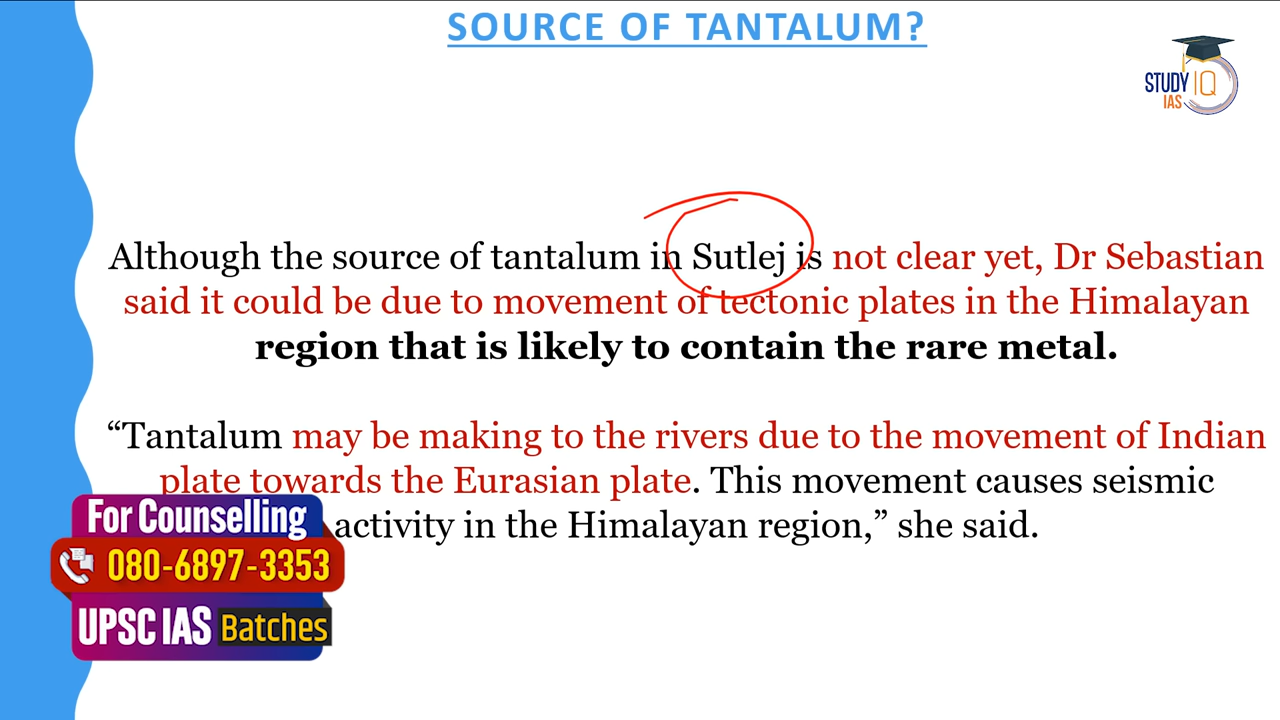 SOURCE OF TANTALUM?
STUDY IQ
IAS
Although the source of tantalum in Sutlej is not clear yet, Dr Sebastian
said it could be due to movement of tectonic plates in the Himalayan
region that is likely to contain the rare metal.
“Tantalum may be making to the rivers due to the movement of Indian
plate towards the Eurasian plate. This movement causes seismic
activity in the Himalayan region,” she said.
For Counselling
080-6897-3353
UPSC IAS Batches